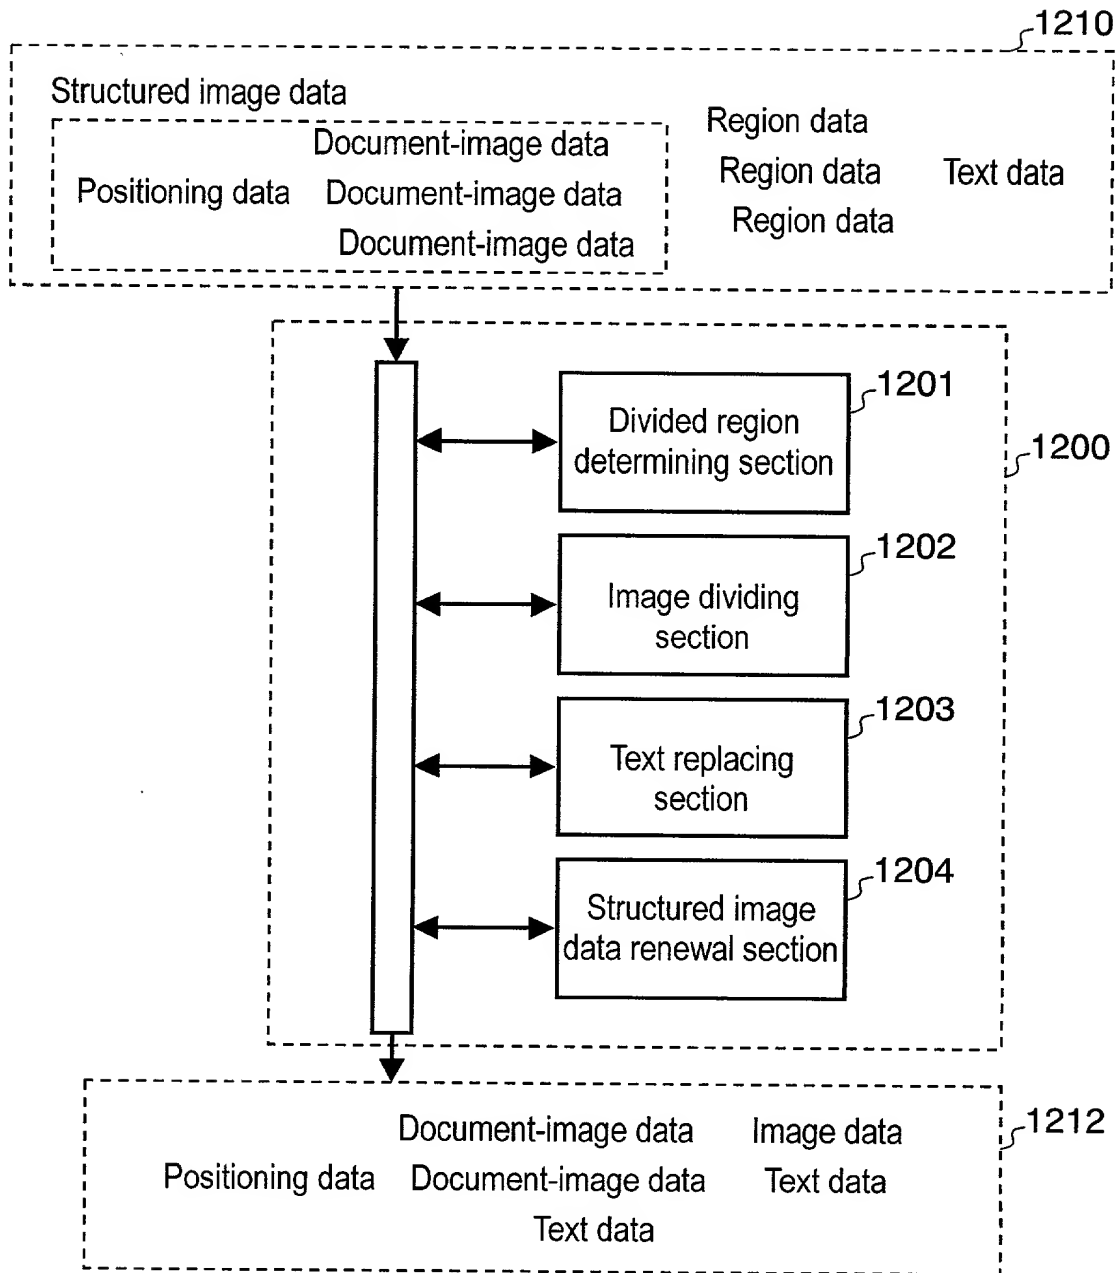 1210
Structured image data
Document-image data
Region data
Positioning data
Document-image data
Region data
Text data
Document-image data
Region data
1201
Divided region
determining section
1200
1202
Image dividing
section
1203
Text replacing
section
1204
Structured image
data renewal section
1212
Document-image data
Image data
Positioning data
Document-image data
Text data
Text data